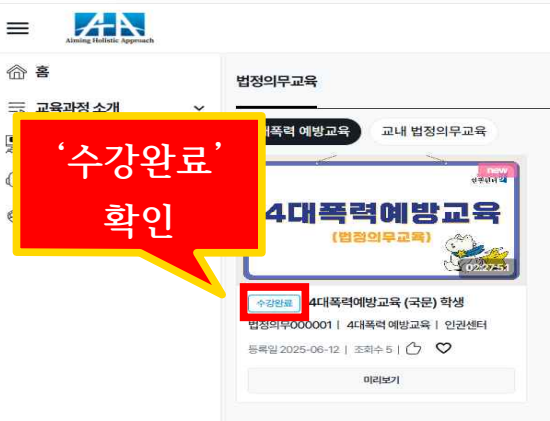 AHA
Aiming Holistic Approach
홈
교육과정 소개
법정의무교육
폭력 예방교육
교내 법정의무교육
‘수강완료’
확인
new
4대폭력예방교육
(법정의무교육)
02:27:51
수강완료
4대폭력예방교육 (국문) 학생
법정의무000001 | 4대폭력 예방교육 | 인권센터
등록일 2025-06-12 | 조회수 5 |
미리보기